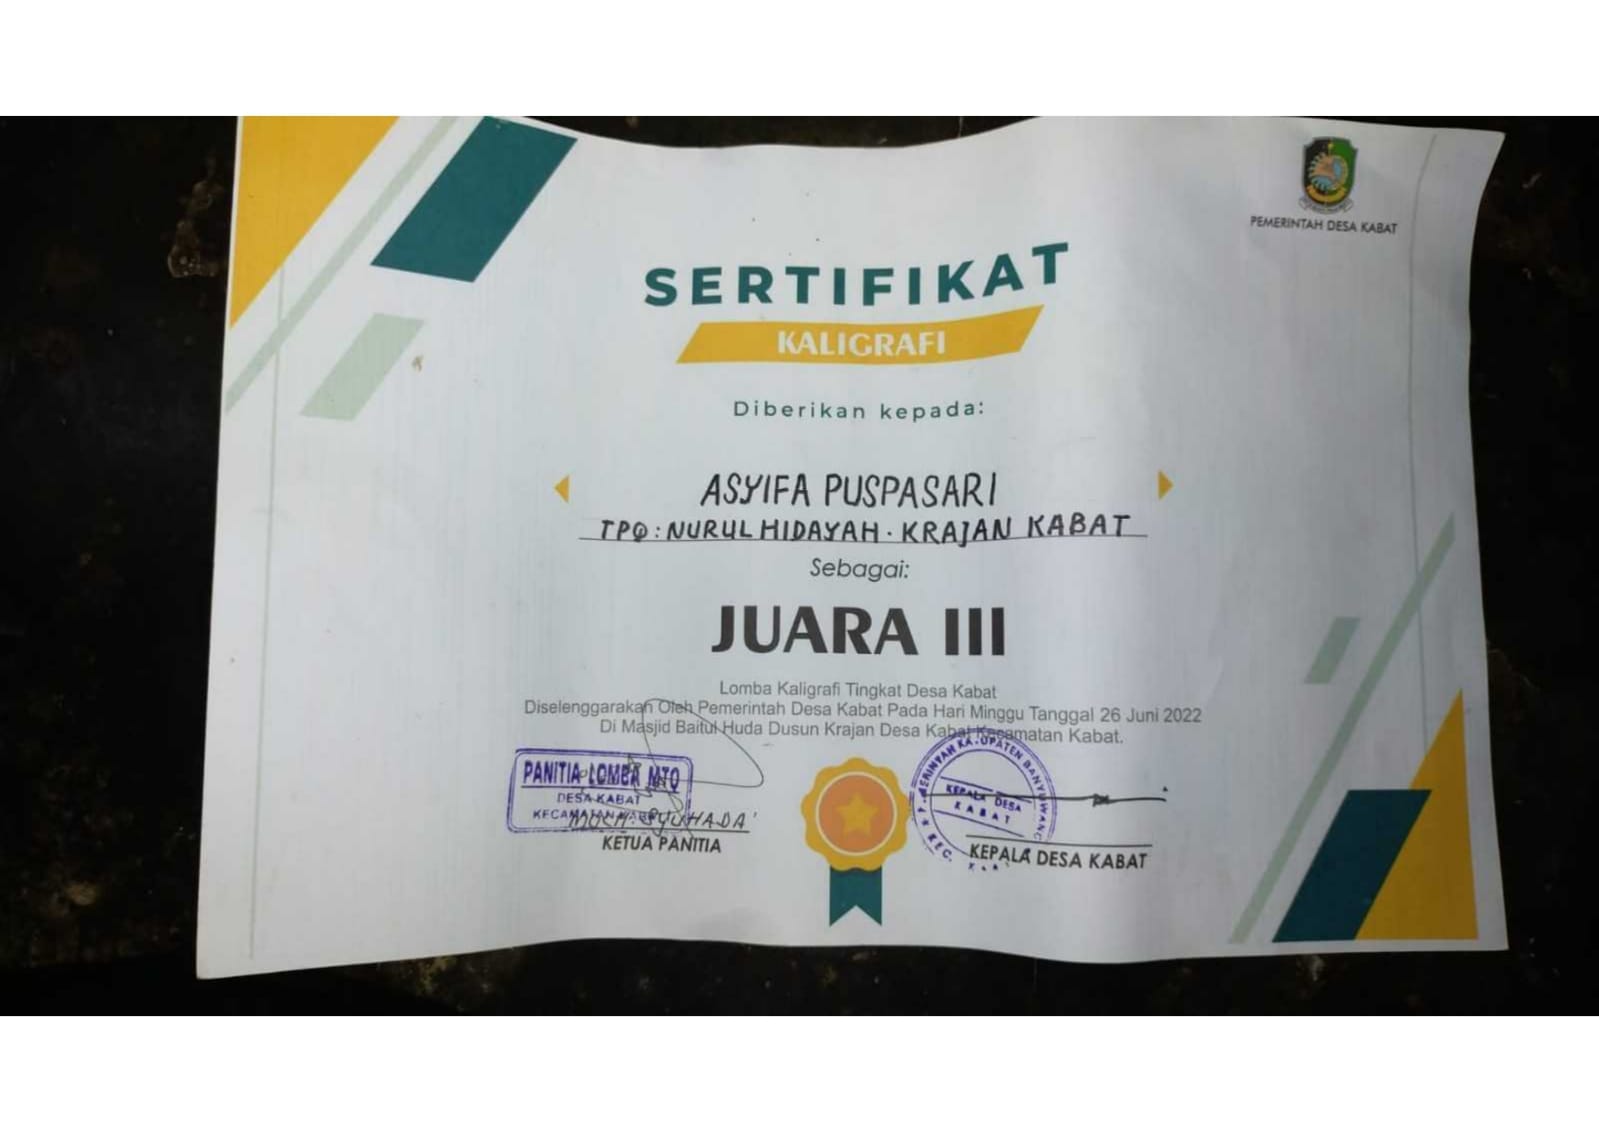 PEMERINTAH DESA KABAT
SERTIFIKAT
KALIGRAFI
Diberikan kepada:
ASYIFA PUSPASARI
TPQ: NURUL HIDAYAH. KRAJAN KABAT
Sebagai:
JUARA III
Lomba Kaligrafi Tingkat Desa Kabat
Diselenggarakan Oleh Pemerintah Desa Kabat Pada Hari Minggu Tanggal 26 Juni 2022
Di Masjid Baitul Huda Dusun Krajan Desa Kabat Kecamatan Kabat.
PANITIA LOMBA MTQ
DESA KABAT
KECAMATAN KABAT
MOCH. SYUHADA'
KETUA PANITIA
PEMERINTAH KABUPATEN BANYUWANGI
KEPALA DESA
KABAT
KEC.
KEPALA DESA KABAT